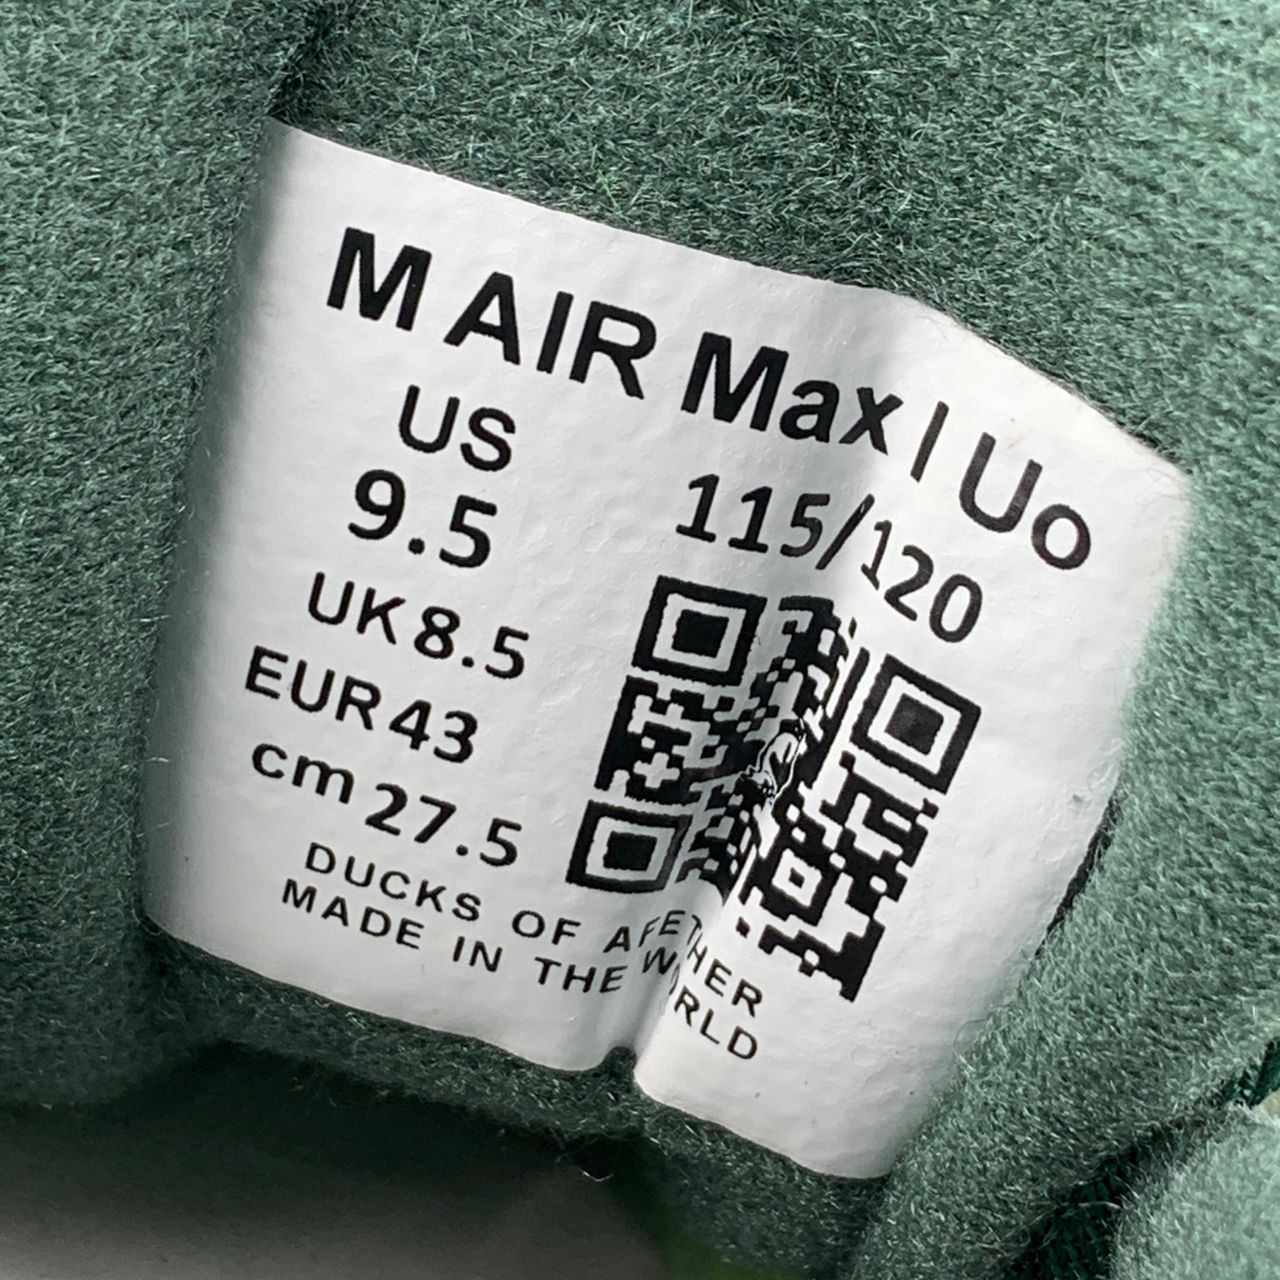 M AIR Max | Uo
US
9.5
115/120
UK 8.5
EUR 43
cm 27.5
DUCKS OF A FETHER
MADE IN THE WORLD